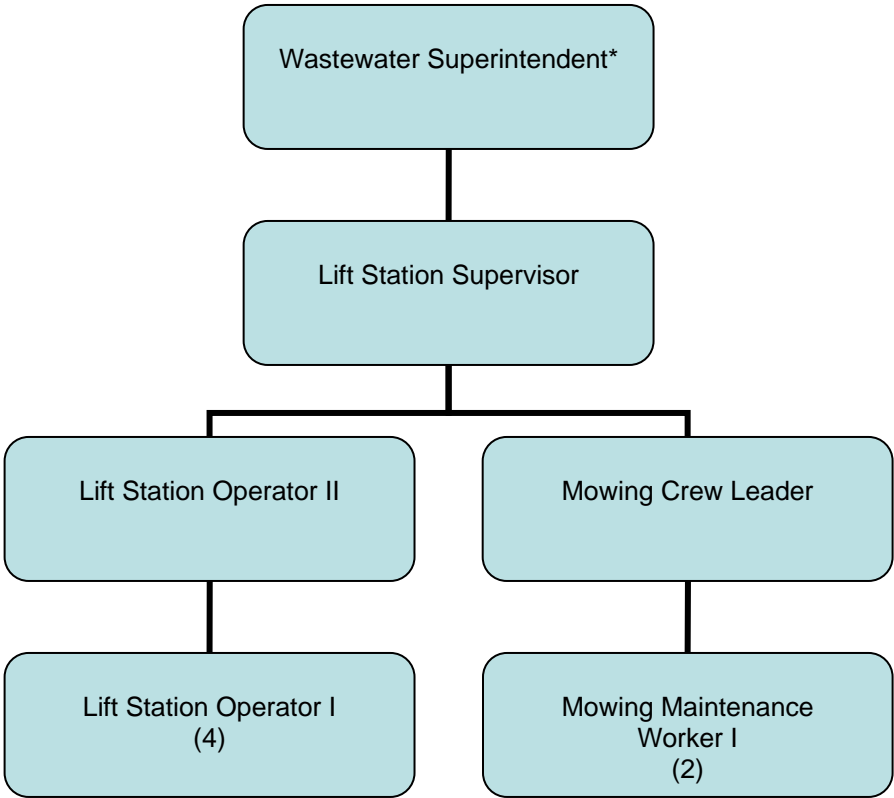 Wastewater Superintendent*
Lift Station Supervisor
Lift Station Operator II
Mowing Crew Leader
Lift Station Operator I
(4)
Mowing Maintenance
Worker I
(2)